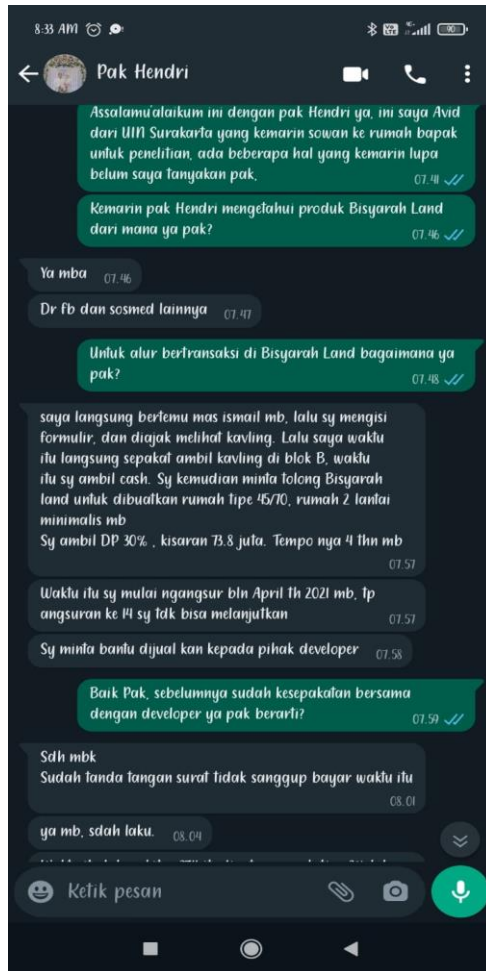 8:33 AM
90
Pak Hendri
Assalamu'alaikum ini dengan pak Hendri ya, ini saya Avid
dari UIN Surakarta yang kemarin sowan ke rumah bapak
untuk penelitian, ada beberapa hal yang kemarin lupa
belum saya tanyakan pak,
07.41
Kemarin pak Hendri mengetahui produk Bisyarah Land
dari mana ya pak?
07.46
Ya mba
07.46
Dr fb dan sosmed lainnya
07.47
Untuk alur bertransaksi di Bisyarah Land bagaimana ya
pak?
07.48
saya langsung bertemu mas ismail mb, lalu sy mengisi
formulir, dan diajak melihat kavling. Lalu saya waktu
itu langsung sepakat ambil kavling di blok B, waktu
itu sy ambil cash. Sy kemudian minta tolong Bisyarah
land untuk dibuatkan rumah tipe 45/70, rumah 2 lantai
minimalis mb
Sy ambil DP 30% , kisaran 73.8 juta. Tempo nya 4 thn mb
07.57
Waktu itu sy mulai ngangsur bln April th 2021 mb, tp
angsuran ke 14 sy tdk bisa melanjutkan
07.57
Sy minta bantu dijual kan kepada pihak developer
07.58
Baik Pak, sebelumnya sudah kesepakatan bersama
dengan developer ya pak berarti?
07.59
Sdh mbk
Sudah tanda tangan surat tidak sanggup bayar waktu itu
08.01
ya mb, sdah laku.
08.04
Ketik pesan